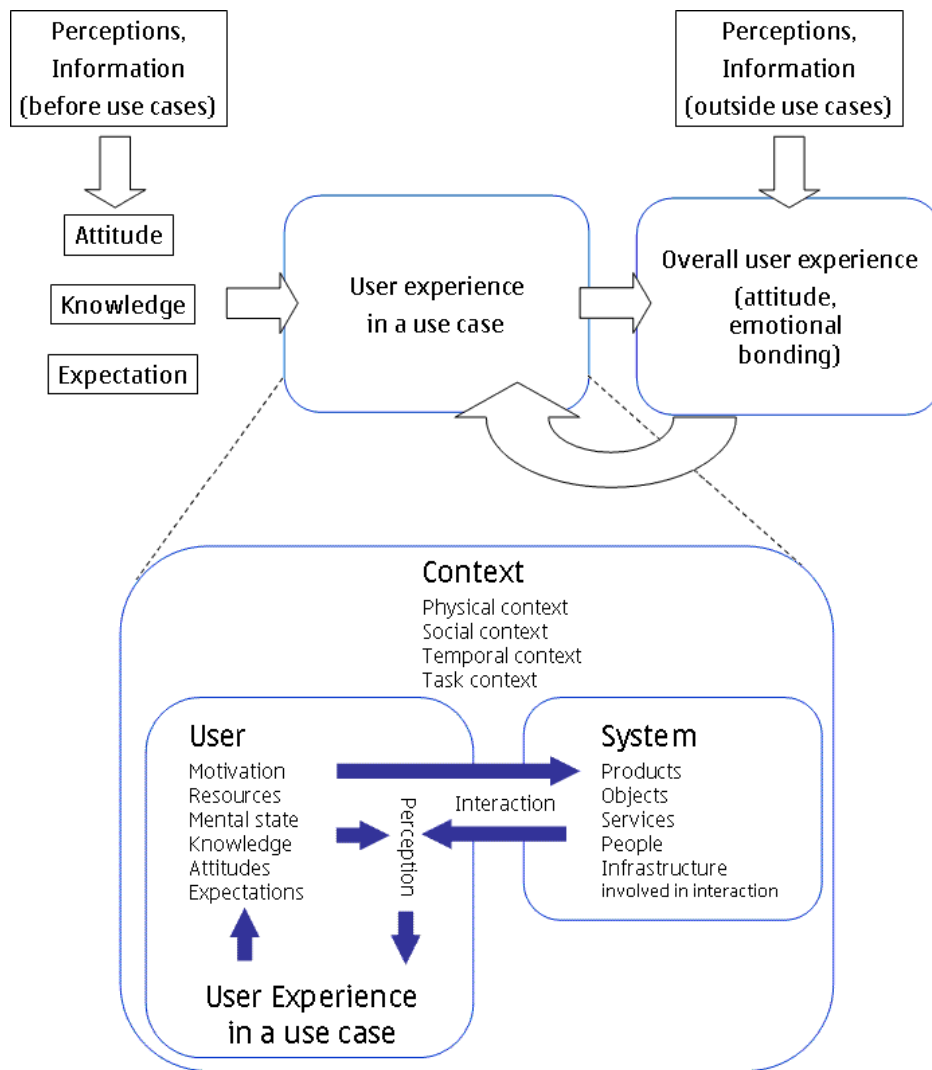 Perceptions,
Information
(before use cases)
Perceptions,
Information
(outside use cases)
Attitude
Knowledge
Expectation
User experience
in a use case
Overall user experience
(attitude,
emotional
bonding)
Context
Physical context
Social context
Temporal context
Task context
User
Motivation
Resources
Mental state
Knowledge
Attitudes
Expectations
Perception
Interaction
System
Products
Objects
Services
People
Infrastructure
involved in interaction
User Experience
in a use case